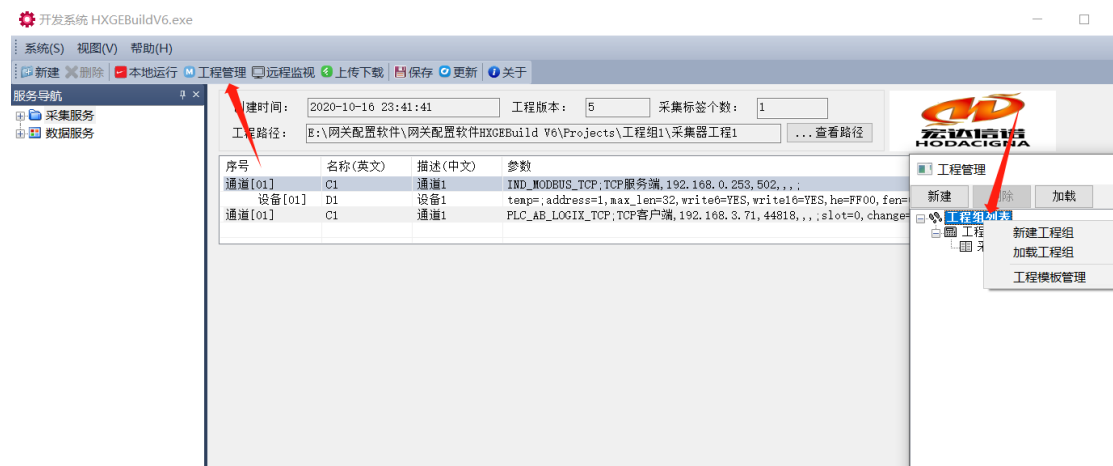 开发系统 HXGEBuildV6.exe
系统(S) 视图(V) 帮助(H)
新建 删除 本地运行 工程管理 远程监视 上传下载 保存 更新 关于
服务导航
采集服务
数据服务
建时间: 2020-10-16 23:41:41 工程版本: 5 采集标签个数: 1
工程路径: E:\网关配置软件\网关配置软件HXGEBuild V6\Projects\工程组1\采集器工程1 ...查看路径
宏达信诺
HODACIGNA
序号 名称(英文) 描述(中文) 参数
通道[01] C1 通道1 IND_MODBUS_TCP;TCP服务端,192.168.0.253,502,,,;
设备[01] D1 设备1 temp=;address=1,max_len=32,write6=YES,write16=YES,he=FF00,fen=
通道[01] C1 通道1 PLC_AB_LOGIX_TCP;TCP客户端,192.168.3.71,44818,,,;slot=0,change=
工程管理
新建 除 加载
工程组列表
工程
新建工程组
加载工程组
工程模板管理